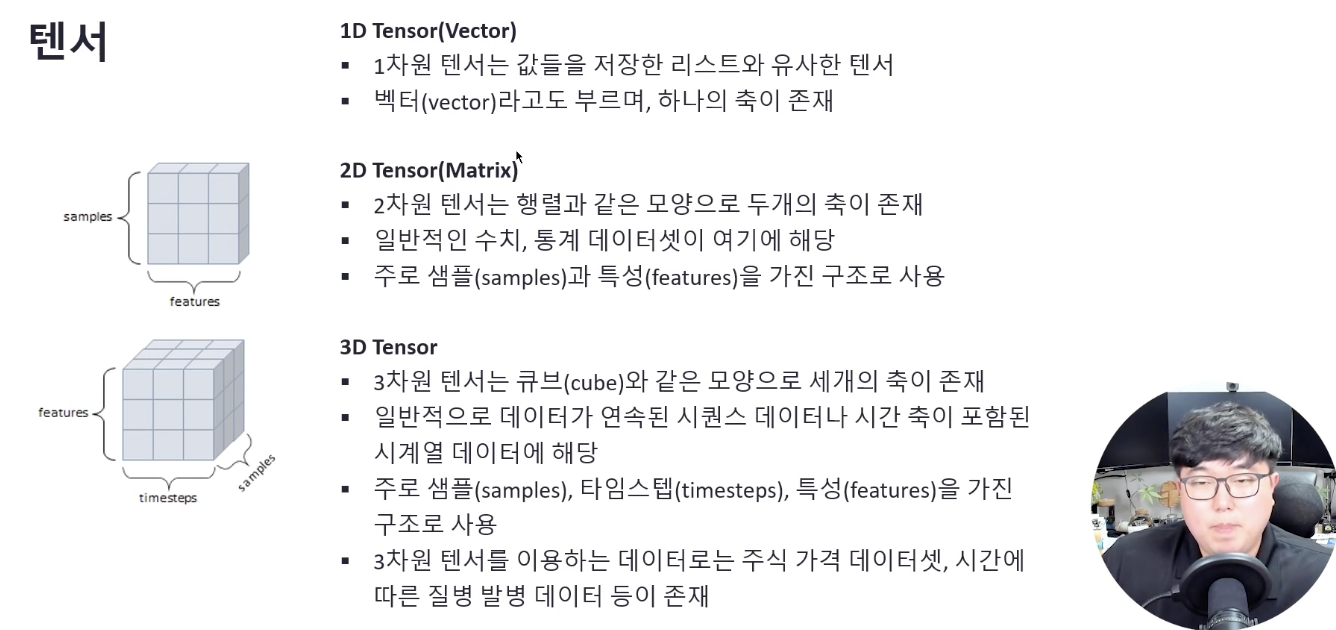 텐서
1D Tensor(Vector)
▪ 1차원 텐서는 값들을 저장한 리스트와 유사한 텐서
▪ 벡터(vector)라고도 부르며, 하나의 축이 존재
samples
features
2D Tensor(Matrix)
▪ 2차원 텐서는 행렬과 같은 모양으로 두개의 축이 존재
▪ 일반적인 수치, 통계 데이터셋이 여기에 해당
▪ 주로 샘플(samples)과 특성(features)을 가진 구조로 사용
features
timesteps
samples
3D Tensor
▪ 3차원 텐서는 큐브(cube)와 같은 모양으로 세개의 축이 존재
▪ 일반적으로 데이터가 연속된 시퀀스 데이터나 시간 축이 포함된
시계열 데이터에 해당
▪ 주로 샘플(samples), 타임스텝(timesteps), 특성(features)을 가진
구조로 사용
▪ 3차원 텐서를 이용하는 데이터로는 주식 가격 데이터셋, 시간에
따른 질병 발병 데이터 등이 존재